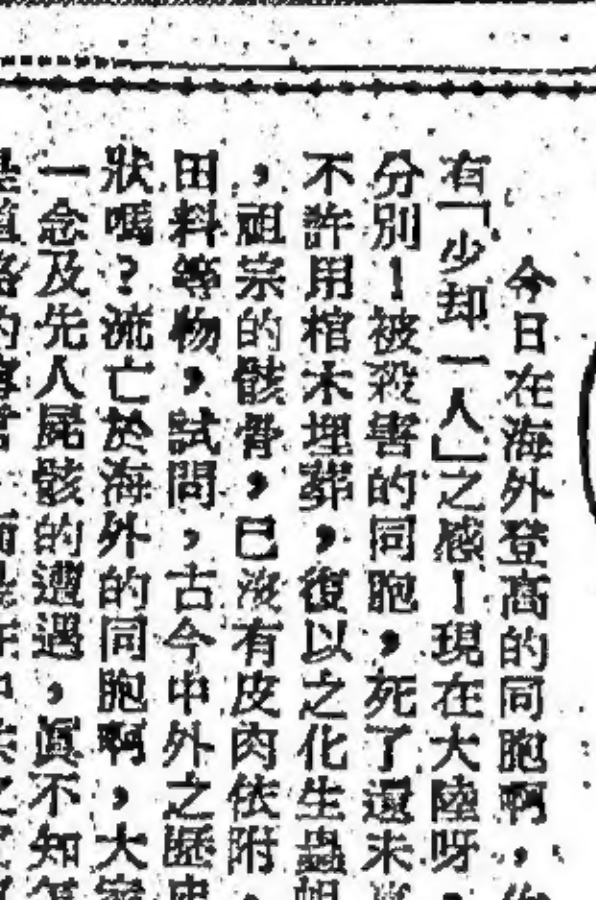 今日在海外登高的同胞啊,
有「少却一人」之感!現在大陸呀,
分別!被殺害的同胞,死了還未
不許用棺木埋葬,復以之化生蟲蛆
,祖宗的骸骨,已沒有皮肉依附,
田料等物,試問,古今中外之歷史
狀嗎?流亡於海外的同胞啊,大家
一念及先人屍骸的遭遇,眞不知怎